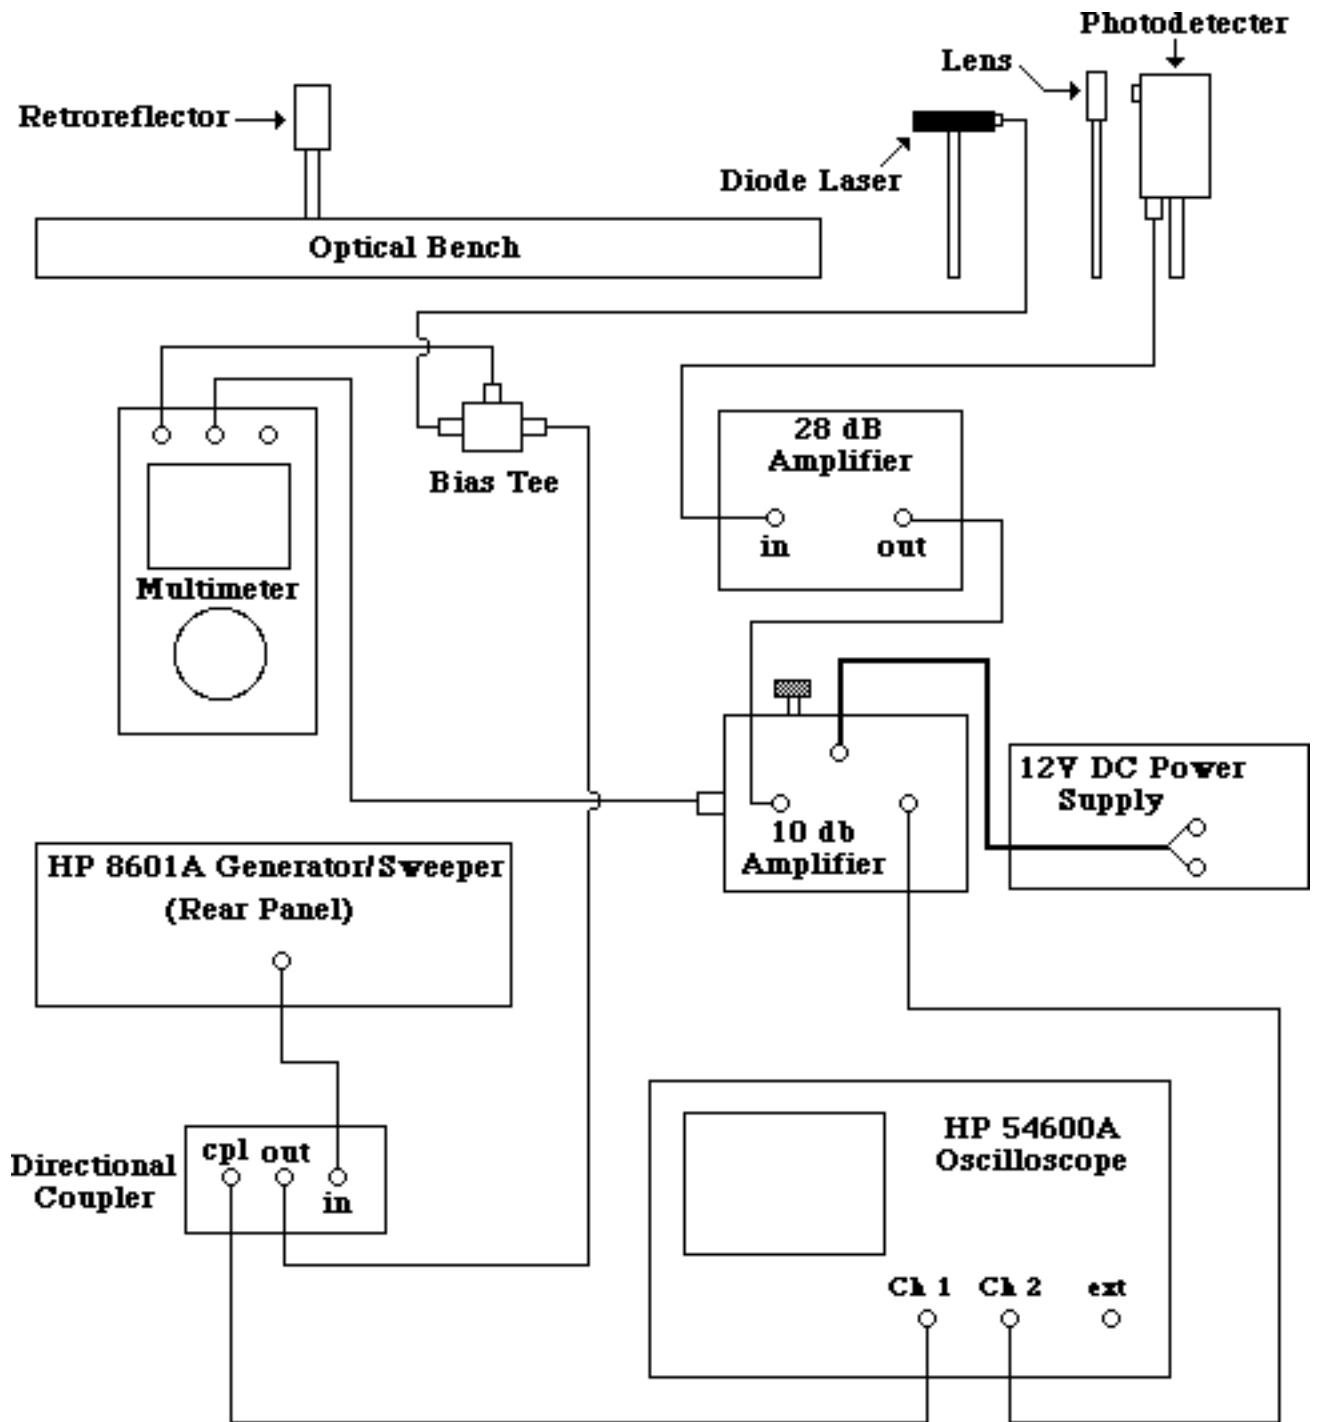 Photodetecter
Lens
Retroreflector
Diode Laser
Optical Bench
28 dB
Amplifier
in out
Bias Tee
Multimeter
12V DC Power
Supply
10 db
Amplifier
HP 8601A Generator/Sweeper
(Rear Panel)
cpl out
in
Directional
Coupler
HP 54600A
Oscilloscope
Ch 1 Ch 2 ext